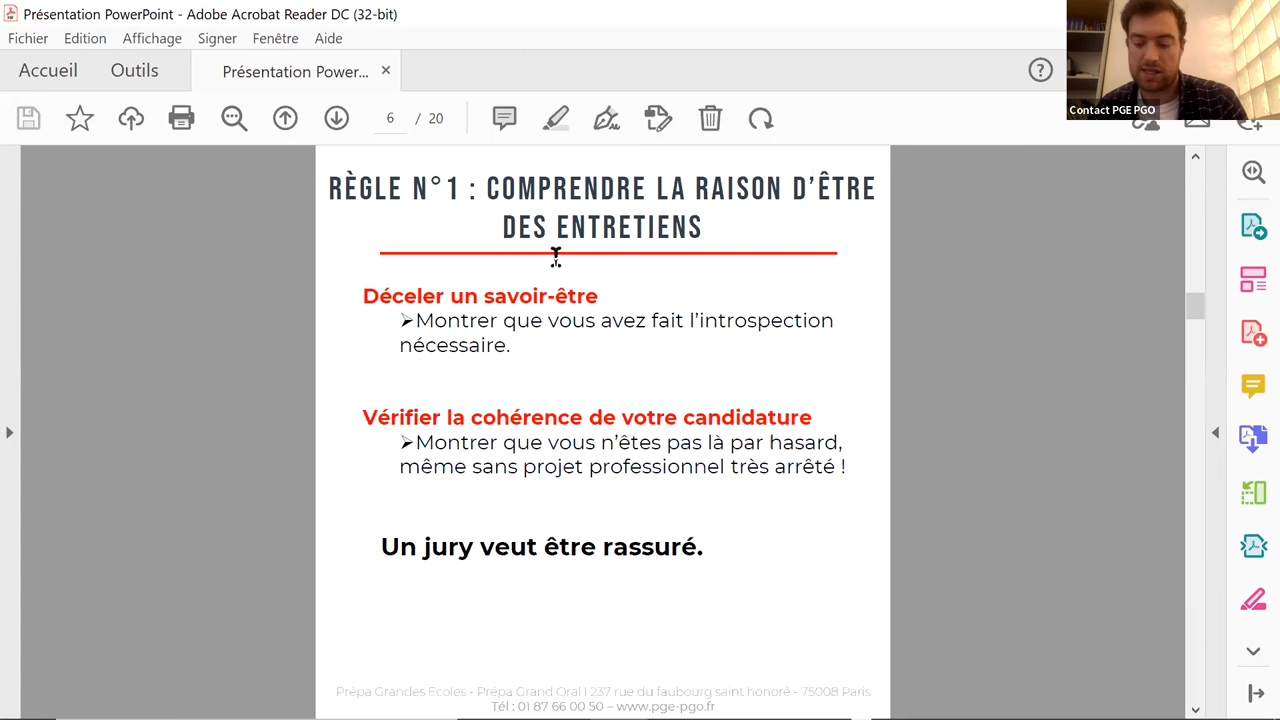 Présentation PowerPoint - Adobe Acrobat Reader DC (32-bit)
Fichier Edition Affichage Signer Fenêtre Aide
Accueil Outils Présentation Power... ×
6 / 20
Contact PGE PGO
RÈGLE N°1 : COMPRENDRE LA RAISON D’ÊTRE
DES ENTRETIENS
Déceler un savoir-être
➢Montrer que vous avez fait l’introspection
nécessaire.
Vérifier la cohérence de votre candidature
➢Montrer que vous n’êtes pas là par hasard,
même sans projet professionnel très arrêté !
Un jury veut être rassuré.
Prépa Grandes Ecoles - Prépa Grand Oral I 237 rue du faubourg saint honoré - 75008 Paris
Tél : 01 87 66 00 50 – www.pge-pgo.fr